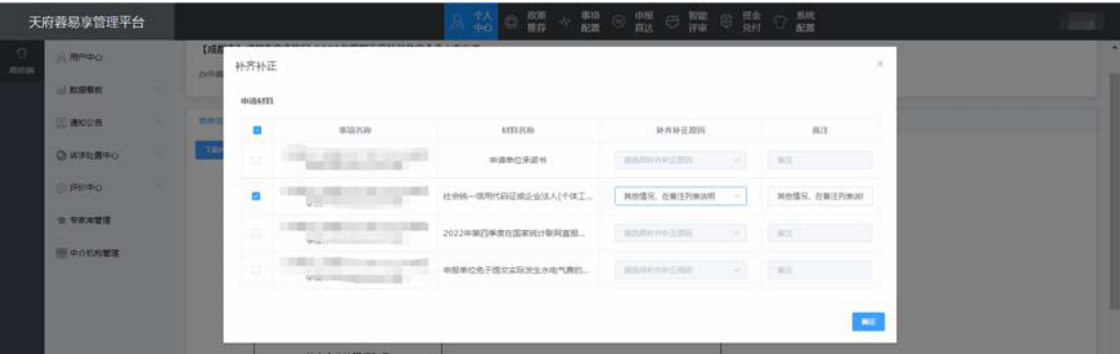 天府蓉易享管理平台
个人中心
政策推荐
事项配置
申报直达
智能评审
资金兑付
系统配置
政府端
用户中心
数据看板
通知公告
诉求处置中心
评价中心
专家库管理
中介机构管理
补齐补正
申请材料
事项名称 材料名称 补齐补正原因 备注
申请单位承诺书 请选择补齐补正原因 备注
社会统一信用代码证或企业法人(个体工... 其他情况，在备注列表说明 其他情况，在备注列表说
2022年第四季度在国家统计联网直报... 请选择补齐补正原因 备注
申报单位免于提交实际发生水电气费的... 请选择补齐补正原因 备注
确定